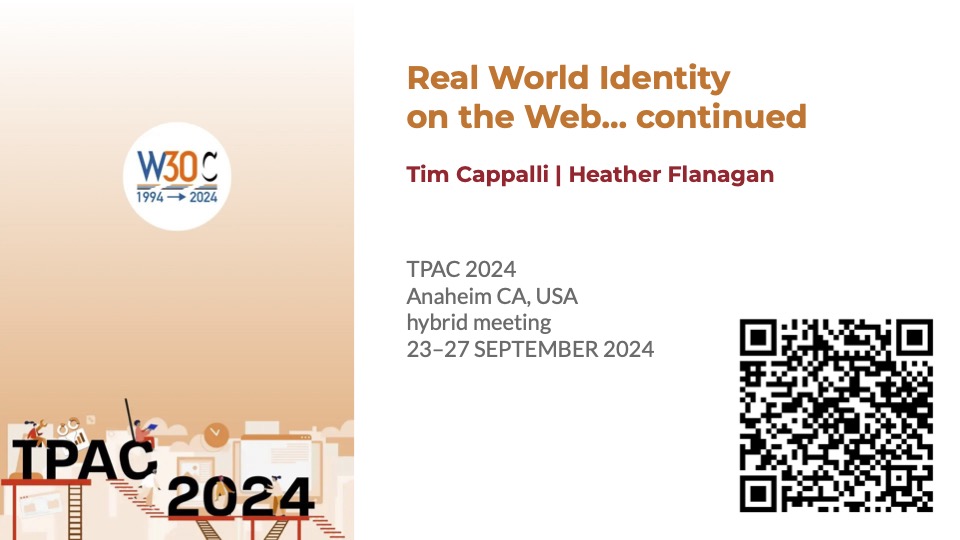 W30C
1994 → 2024
TPAC
2024
Real World Identity
on the Web... continued
Tim Cappalli | Heather Flanagan
TPAC 2024
Anaheim CA, USA
hybrid meeting
23–27 SEPTEMBER 2024